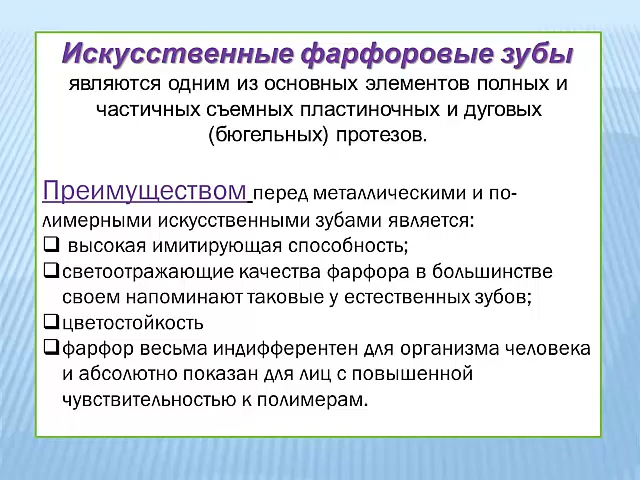 Искусственные фарфоровые зубы
являются одним из основных элементов полных и
частичных съемных пластиночных и дуговых
(бюгельных) протезов.
Преимуществом перед металлическими и по-
лимерными искусственными зубами является:
❑ высокая имитирующая способность;
❑светоотражающие качества фарфора в большинстве
своем напоминают таковые у естественных зубов;
❑цветостойкость
❑фарфор весьма индифферентен для организма человека
и абсолютно показан для лиц с повышенной
чувствительностью к полимерам.